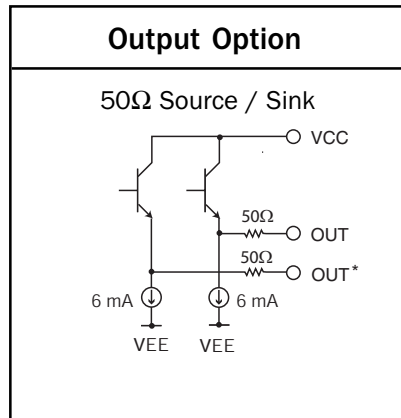 Output Option
50Ω Source / Sink
VCC
50Ω
OUT
50Ω
OUT*
6 mA
6 mA
VEE
VEE